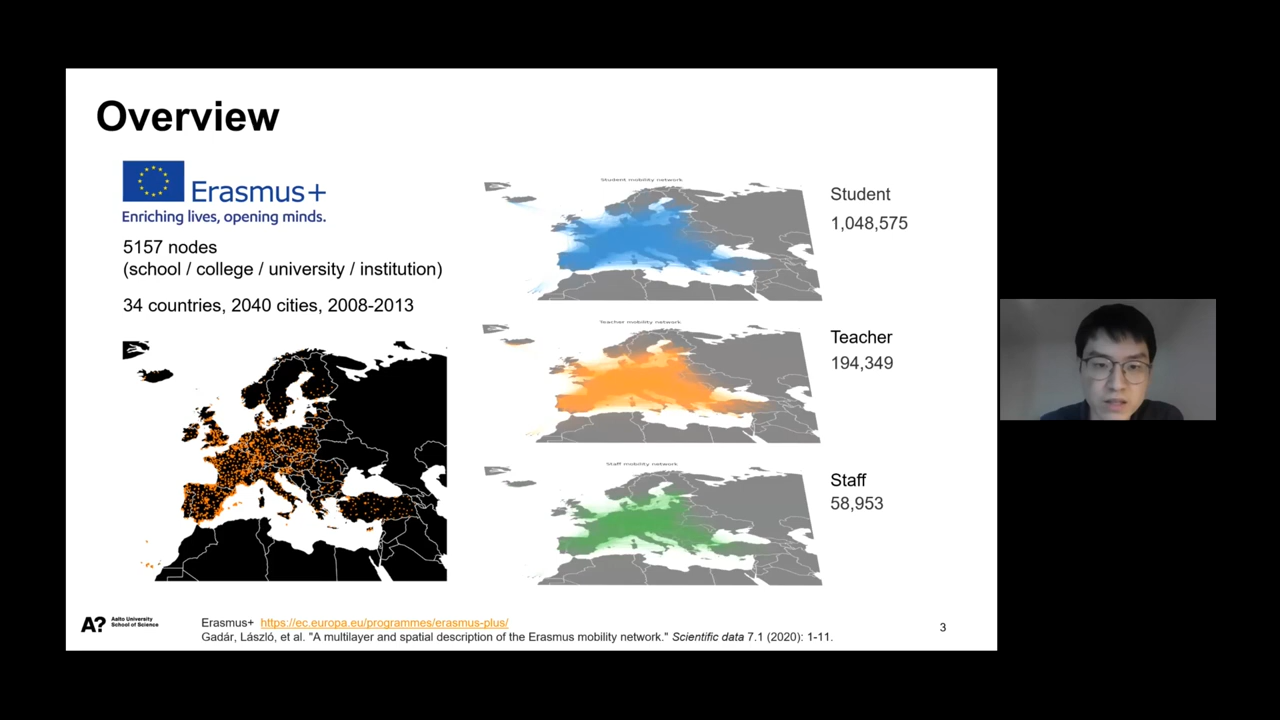 Overview
Erasmus+
Enriching lives, opening minds.
5157 nodes
(school / college / university / institution)
34 countries, 2040 cities, 2008-2013
Student mobility network
Student
1,048,575
Teacher mobility network
Teacher
194,349
Staff mobility network
Staff
58,953
A?
Aalto University
School of Science
Erasmus+ https://ec.europa.eu/programmes/erasmus-plus/
Gadár, László, et al. "A multilayer and spatial description of the Erasmus mobility network." Scientific data 7.1 (2020): 1-11.
3